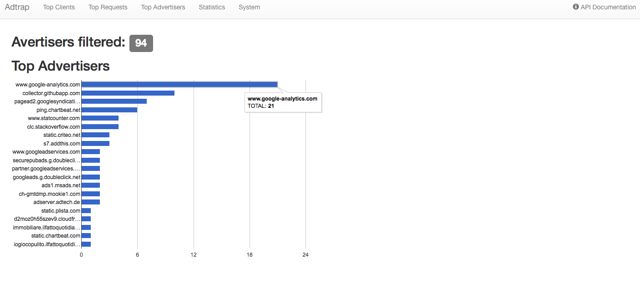 Adtrap Top Clients Top Requests Top Advertisers Statistics System API Documentation
Avertisers filtered: 94
Top Advertisers
www.google-analytics.com
collector.githubapp.com
pagead2.googlesyndicati...
ping.chartbeat.net
www.statcounter.com
clc.stackoverflow.com
static.criteo.net
s7.addthis.com
www.googleadservices.com
securepubads.g.doublecl...
partner.googleadservices....
googleads.g.doubleclick.net
ads1.msads.net
ch-gmtdmp.mookie1.com
adserver.adtech.de
static.plista.com
d2moz0h55szev9.cloudfr...
immobiliare.ilfattoquotidia...
static.chartbeat.com
iogiocopulito.ilfattoquotidi...
www.google-analytics.com
TOTAL: 21
0 6 12 18 24